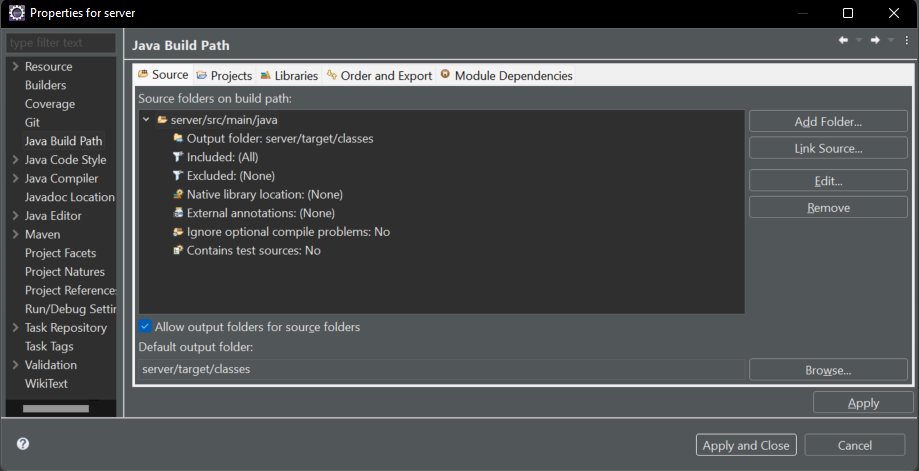 Properties for server
type filter text
Resource
Builders
Coverage
Git
Java Build Path
Java Code Style
Java Compiler
Javadoc Location
Java Editor
Maven
Project Facets
Project Natures
Project References
Run/Debug Settin
Task Repository
Task Tags
Validation
WikiText
Java Build Path
Source Projects Libraries Order and Export Module Dependencies
Source folders on build path:
server/src/main/java
Output folder: server/target/classes
Included: (All)
Excluded: (None)
Native library location: (None)
External annotations: (None)
Ignore optional compile problems: No
Contains test sources: No
Add Folder...
Link Source...
Edit...
Remove
Allow output folders for source folders
Default output folder:
server/target/classes
Browse...
Apply
?
Apply and Close
Cancel